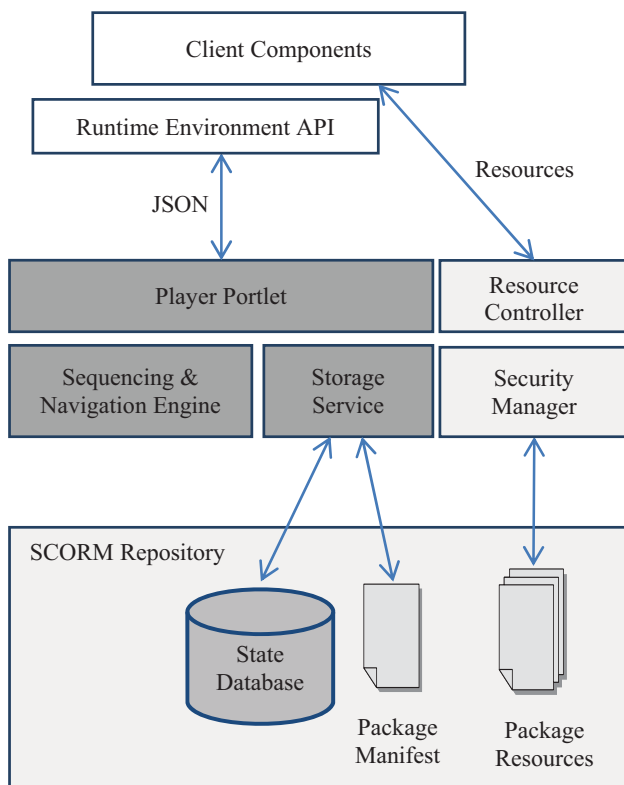 Client Components
Runtime Environment API
Resources
JSON
Player Portlet
Resource
Controller
Sequencing &
Navigation Engine
Storage
Service
Security
Manager
SCORM Repository
State
Database
Package
Manifest
Package
Resources